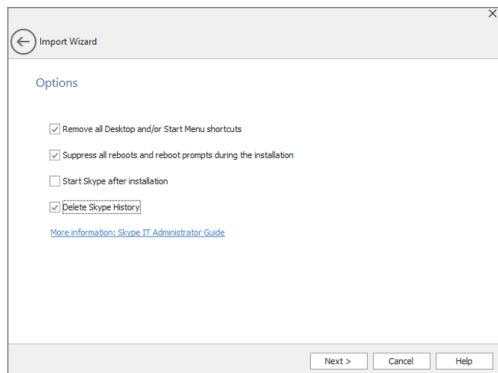 Import Wizard
Options
Remove all Desktop and/or Start Menu shortcuts
Suppress all reboots and reboot prompts during the installation
Start Skype after installation
Delete Skype History
More information: Skype IT Administrator Guide
Next > Cancel Help